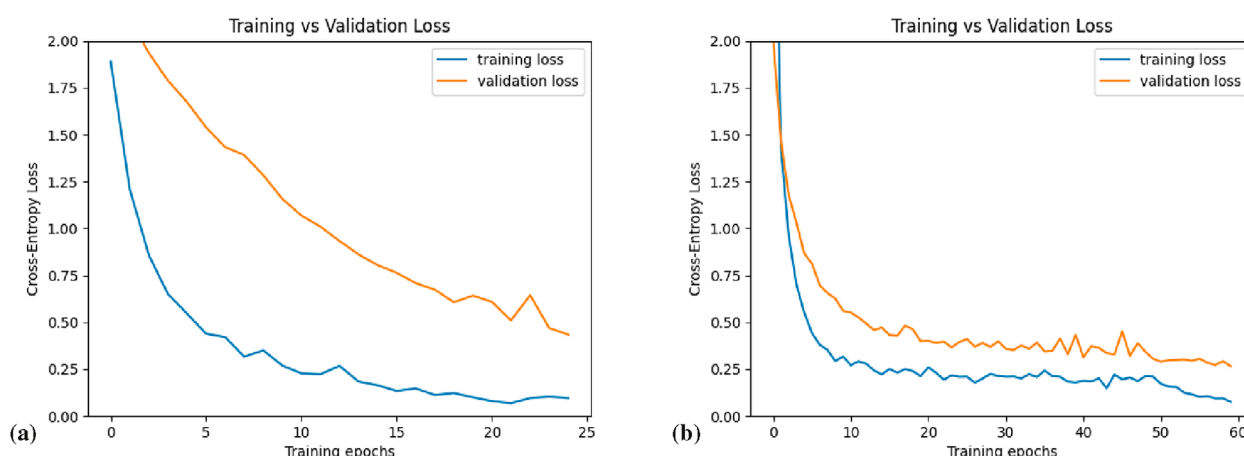 Training vs Validation Loss
2.00
1.75
1.50
1.25
1.00
0.75
0.50
0.25
0.00
Cross-Entropy Loss
training loss
validation loss
0 5 10 15 20 25
Training epochs
(a)
Training vs Validation Loss
2.00
1.75
1.50
1.25
1.00
0.75
0.50
0.25
0.00
Cross-Entropy Loss
training loss
validation loss
0 10 20 30 40 50 60
Training epochs
(b)